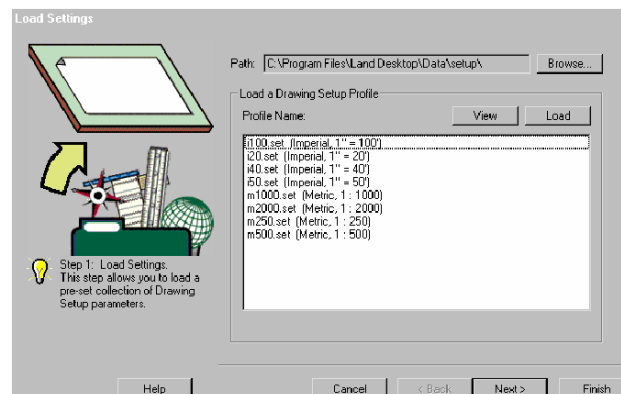 Load Settings
Path: C:\Program Files\Land Desktop\Data\setup\ Browse...
Load a Drawing Setup Profile
Profile Name: View Load
i100.set (Imperial, 1" = 100')
i20.set (Imperial, 1" = 20')
i40.set (Imperial, 1" = 40')
i50.set (Imperial, 1" = 50')
m1000.set (Metric, 1 : 1000)
m2000.set (Metric, 1 : 2000)
m250.set (Metric, 1 : 250)
m500.set (Metric, 1 : 500)
Step 1: Load Settings.
This step allows you to load a
pre-set collection of Drawing
Setup parameters.
Help Cancel < Back Next > Finish